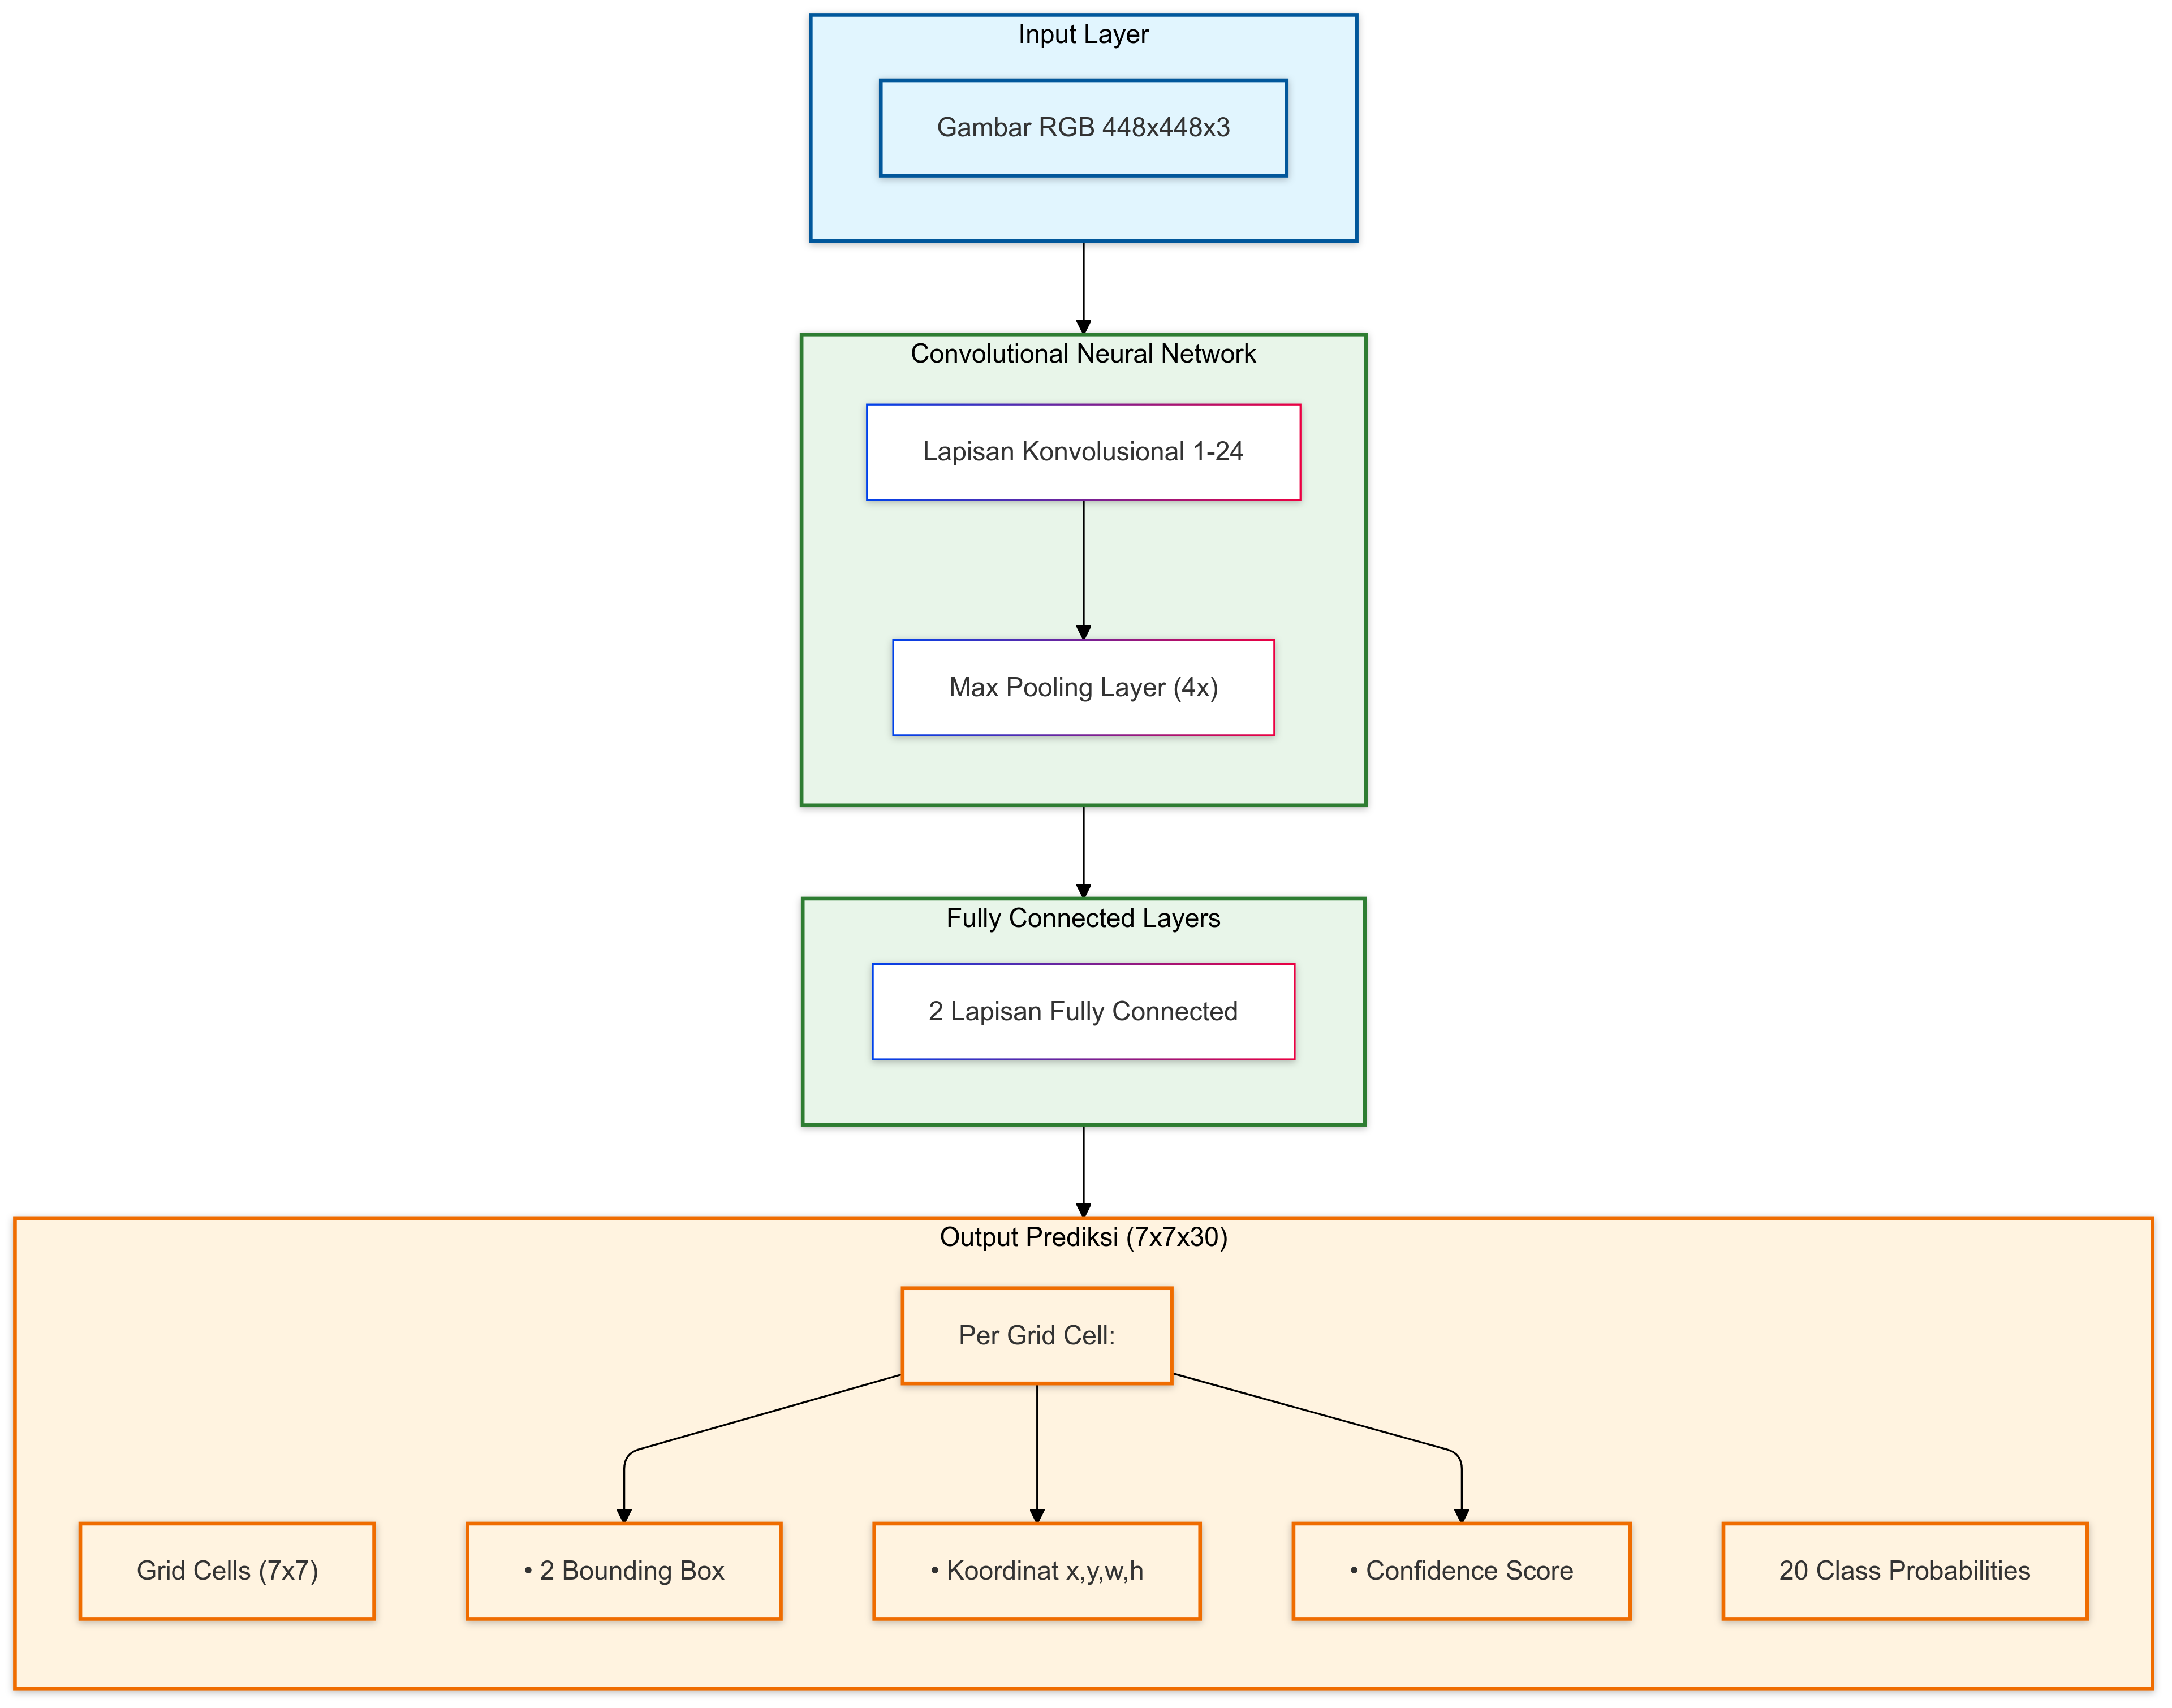 Input Layer
Gambar RGB 448x448x3
Convolutional Neural Network
Lapisan Konvolusional 1-24
Max Pooling Layer (4x)
Fully Connected Layers
2 Lapisan Fully Connected
Output Prediksi (7x7x30)
Per Grid Cell:
Grid Cells (7x7)
• 2 Bounding Box
• Koordinat x,y,w,h
• Confidence Score
20 Class Probabilities